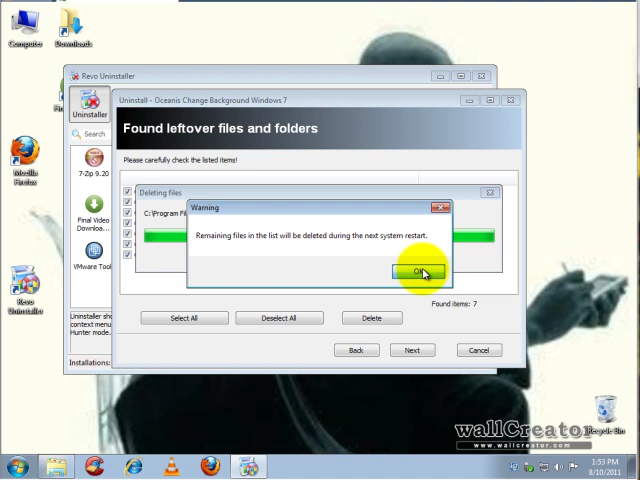 Computer
Downloads
Mozilla
Firefox
Revo
Uninstaller
Revo Uninstaller
Uninstaller
Search
7-Zip 9.20
Final Video
Downloa...
VMware Tool
Uninstaller sho
context menu
Hunter mode.
Installations:
Uninstall - Oceanis Change Background Windows 7
Found leftover files and folders
Please carefully check the listed items!
Deleting files
C:\Program Fi
Warning
Remaining files in the list will be deleted during the next system restart.
OK
Found items: 7
Select All
Deselect All
Delete
Back
Next
Cancel
wallCreator
www.wallcreator.com
Recycle Bin
1:53 PM
8/10/2011